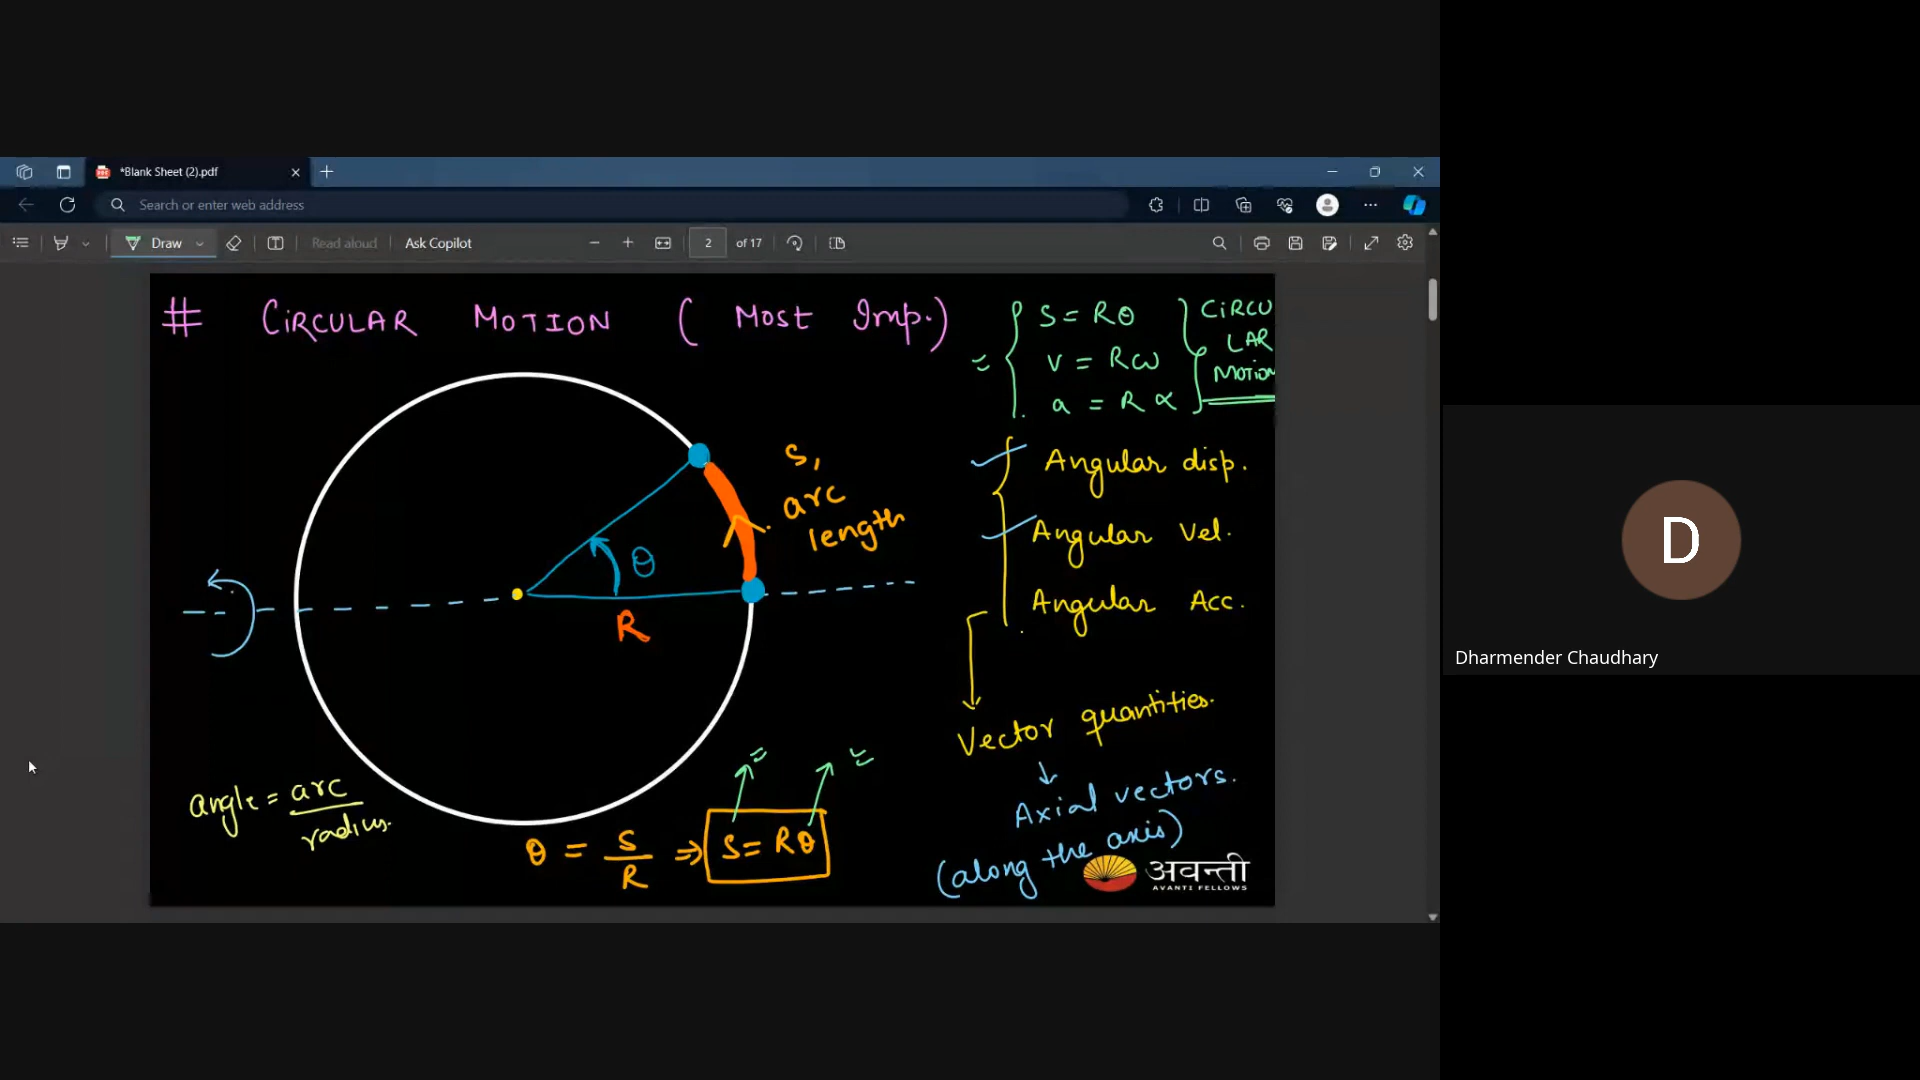 *Blank Sheet (2).pdf
Search or enter web address
Draw
Read aloud
Ask Copilot
2 of 17
# CIRCULAR MOTION (Most Imp.)
S = Rθ
v = Rω
a = R α
CIRCU
LAR
MOTION
s,
arc
length
θ
R
Angular disp.
Angular Vel.
Angular Acc.
Vector quantities.
Axial vectors.
(along the axis)
angle = arc
radius.
θ = S/R ⇒ S = Rθ
अवन्ती
AVANTI FELLOWS
D
Dharmender Chaudhary